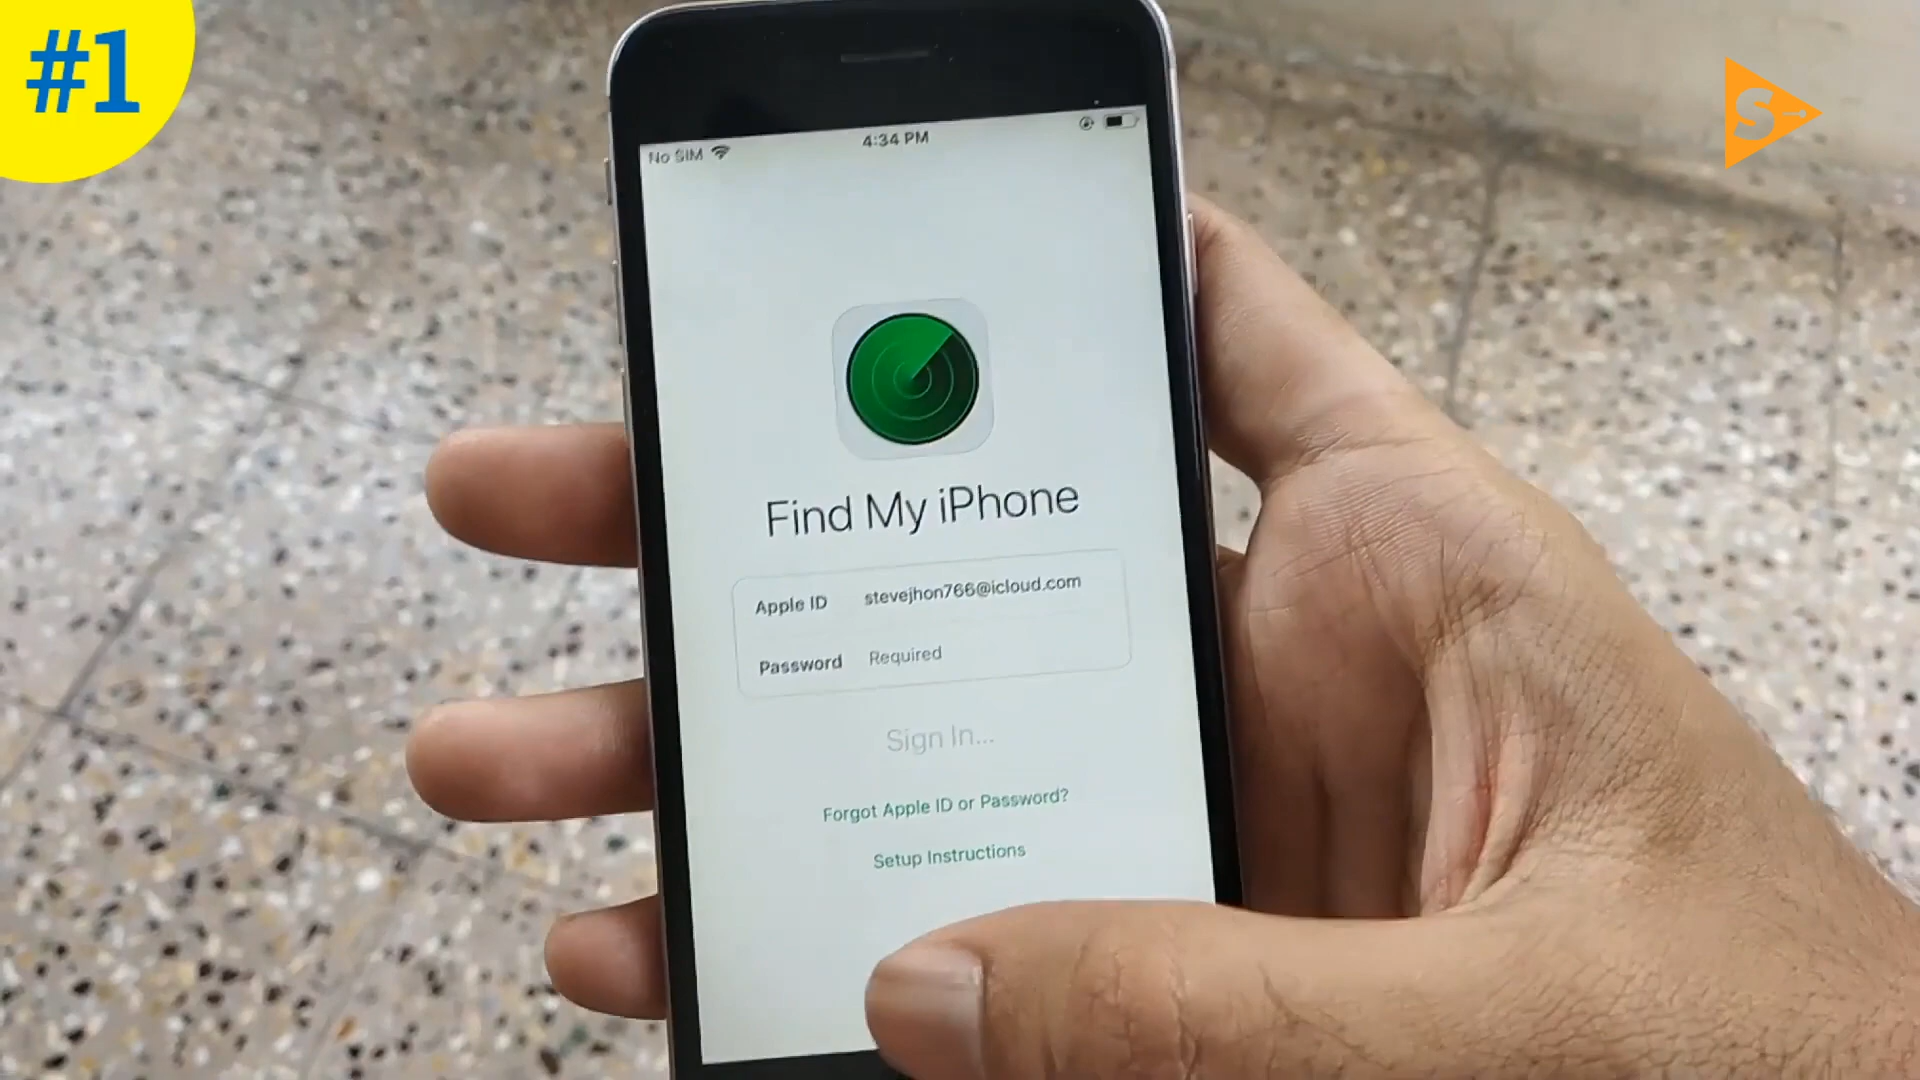 #1
S
No SIM
4:34 PM
Find My iPhone
Apple ID stevejhon766@icloud.com
Password Required
Sign In...
Forgot Apple ID or Password?
Setup Instructions